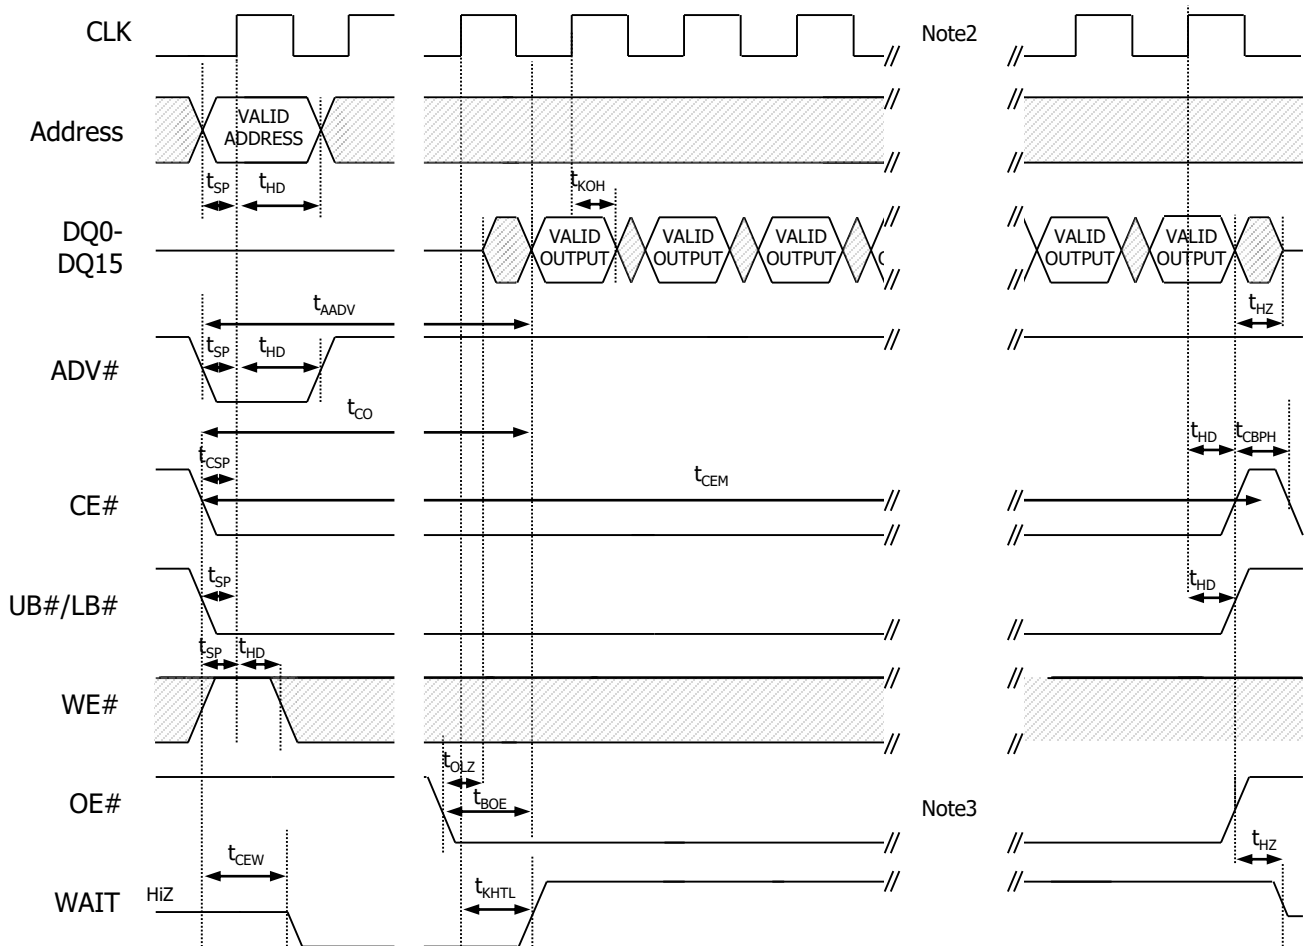 CLK
Note2
Address
VALID
ADDRESS
tSP
tHD
tKOH
DQ0-
DQ15
VALID
OUTPUT
VALID
OUTPUT
VALID
OUTPUT
VALID
OUTPUT
VALID
OUTPUT
tHZ
tAADV
ADV#
tSP
tHD
tCO
tHD
tCBPH
CE#
tCSP
tCEM
UB#/LB#
tSP
tHD
WE#
tSP
tHD
OE#
tOLZ
tBOE
Note3
WAIT
HiZ
tCEW
tKHTL
tHZ